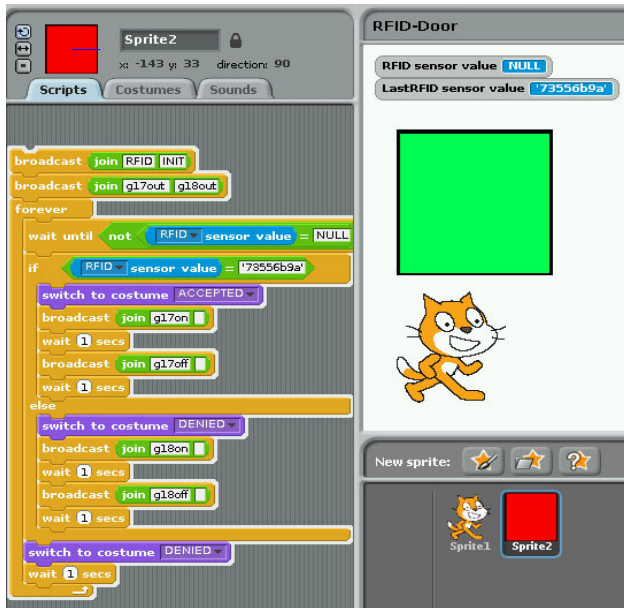 Sprite2
x: -143 y: 33 direction: 90
Scripts Costumes Sounds
broadcast join RFID INIT
broadcast join g17out g18out
forever
wait until not RFID sensor value = NULL
if RFID sensor value = '73556b9a'
switch to costume ACCEPTED
broadcast join g17on
wait 1 secs
broadcast join g17off
wait 1 secs
else
switch to costume DENIED
broadcast join g18on
wait 1 secs
broadcast join g18off
wait 1 secs
switch to costume DENIED
wait 1 secs
RFID-Door
RFID sensor value NULL
LastRFID sensor value '73556b9a'
New sprite:
Sprite1 Sprite2